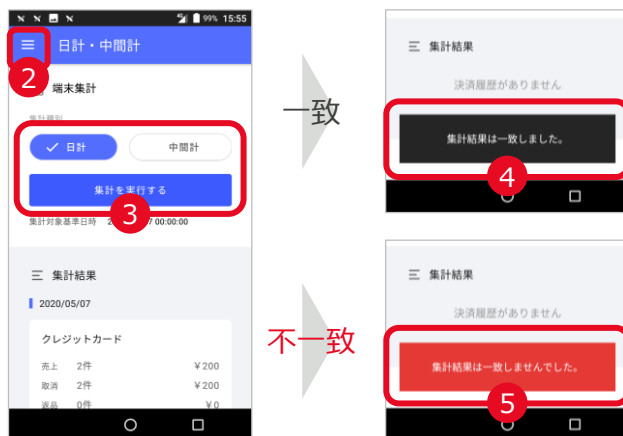 99% 15:55
日計・中間計
2
端末集計
集計種別
日計
中間計
集計を実行する
3
集計対象基準日時 2 7 00:00:00
集計結果
2020/05/07
クレジットカード
売上 2件 ¥200
取消 2件 ¥200
返品 0件 ¥0
一致
集計結果
決済履歴がありません
集計結果は一致しました。
4
不一致
集計結果
決済履歴がありません
集計結果は一致しませんでした。
5